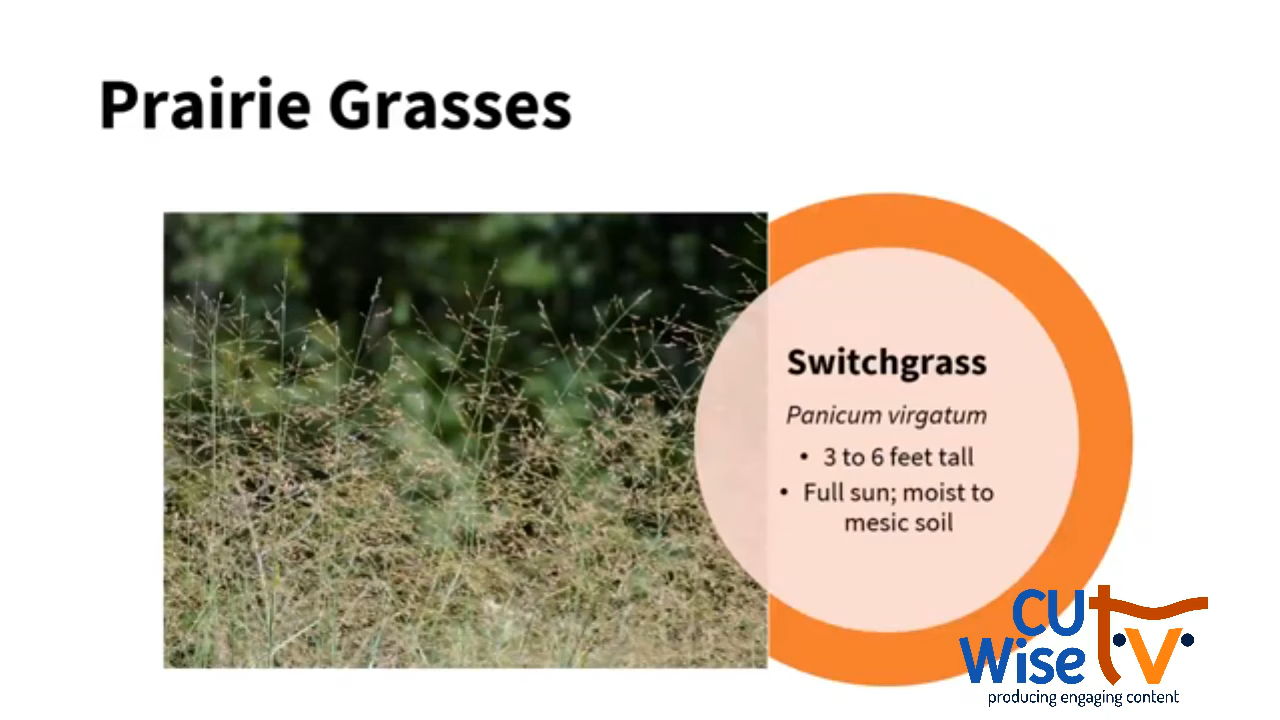 Prairie Grasses
Switchgrass
Panicum virgatum
• 3 to 6 feet tall
• Full sun; moist to
mesic soil
CU
Wise tv
producing engaging content